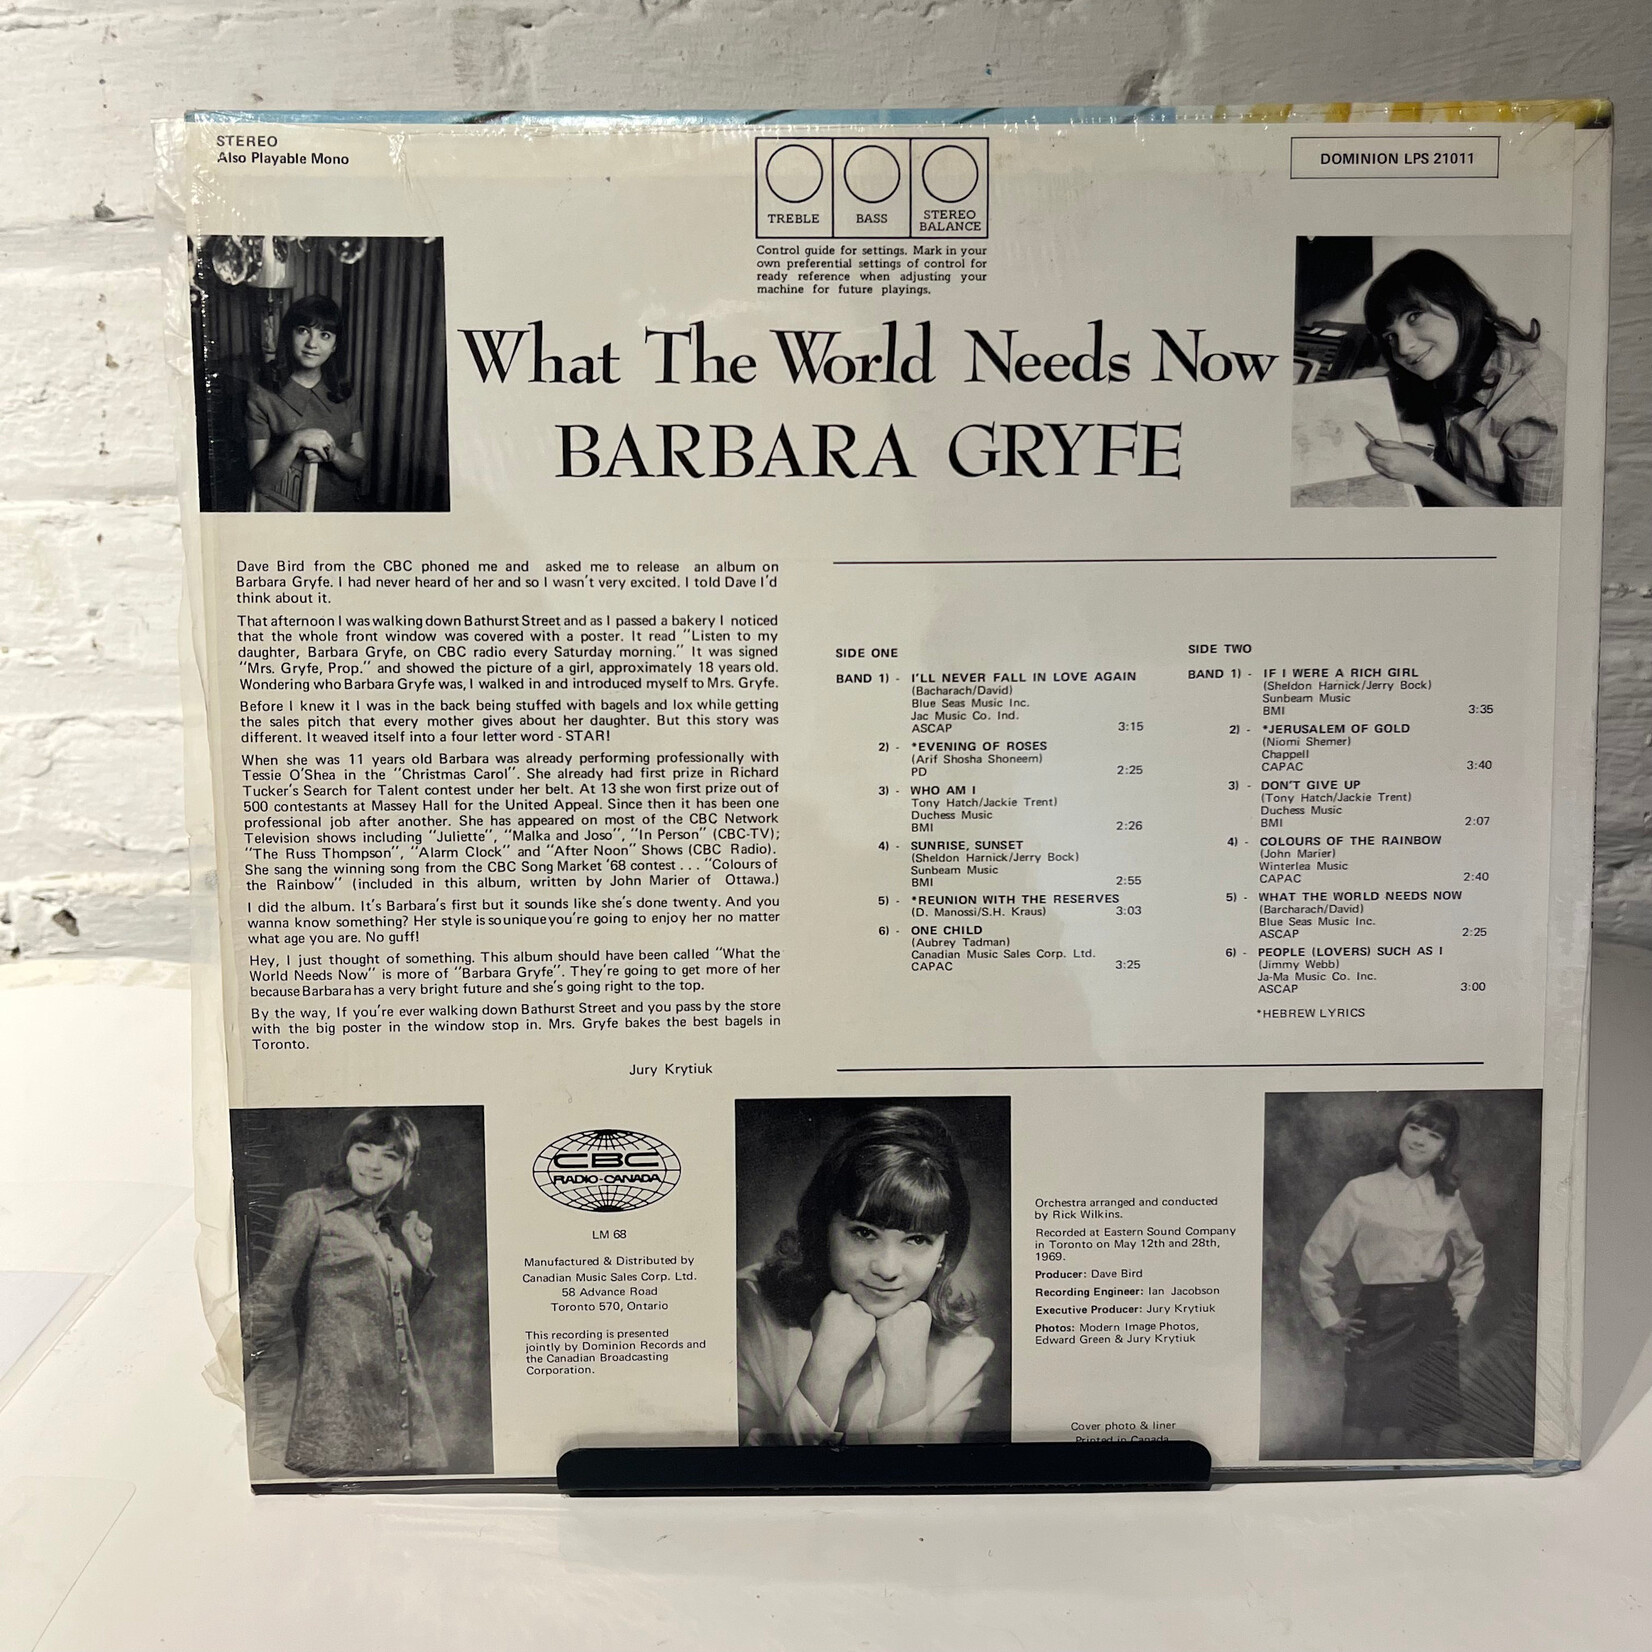 STEREO
Also Playable Mono
TREBLE
BASS
STEREO
BALANCE
Control guide for settings. Mark in your
own preferential settings of control for
ready reference when adjusting your
machine for future playings.
DOMINION LPS 21011
What The World Needs Now
BARBARA GRYFE
Dave Bird from the CBC phoned me and asked me to release an album on
Barbara Gryfe. I had never heard of her and so I wasn't very excited. I told Dave I'd
think about it.
That afternoon I was walking down Bathurst Street and as I passed a bakery I noticed
that the whole front window was covered with a poster. It read "Listen to my
daughter, Barbara Gryfe, on CBC radio every Saturday morning." It was signed
"Mrs. Gryfe, Prop." and showed the picture of a girl, approximately 18 years old.
Wondering who Barbara Gryfe was, I walked in and introduced myself to Mrs. Gryfe.
Before I knew it I was in the back being stuffed with bagels and lox while getting
the sales pitch that every mother gives about her daughter. But this story was
different. It weaved itself into a four letter word - STAR!
When she was 11 years old Barbara was already performing professionally with
Tessie O'Shea in the "Christmas Carol". She already had first prize in Richard
Tucker's Search for Talent contest under her belt. At 13 she won first prize out of
500 contestants at Massey Hall for the United Appeal. Since then it has been one
professional job after another. She has appeared on most of the CBC Network
Television shows including "Juliette", "Malka and Joso", "In Person" (CBC-TV);
"The Russ Thompson", "Alarm Clock" and "After Noon" Shows (CBC Radio).
She sang the winning song from the CBC Song Market '68 contest . . . "Colours of
the Rainbow" (included in this album, written by John Marier of Ottawa.)
I did the album. It's Barbara's first but it sounds like she's done twenty. And you
wanna know something? Her style is so unique you're going to enjoy her no matter
what age you are. No guff!
Hey, I just thought of something. This album should have been called "What the
World Needs Now" is more of "Barbara Gryfe". They're going to get more of her
because Barbara has a very bright future and she's going right to the top.
By the way, If you're ever walking down Bathurst Street and you pass by the store
with the big poster in the window stop in. Mrs. Gryfe bakes the best bagels in
Toronto.
Jury Krytiuk
SIDE ONE
BAND 1) - I'LL NEVER FALL IN LOVE AGAIN
(Bacharach/David)
Blue Seas Music Inc.
Jac Music Co. Ind.
ASCAP 3:15
2) - *EVENING OF ROSES
(Arif Shosha Shoneem)
PD 2:25
3) - WHO AM I
Tony Hatch/Jackie Trent)
Duchess Music
BMI 2:26
4) - SUNRISE, SUNSET
(Sheldon Harnick/Jerry Bock)
Sunbeam Music
BMI 2:55
5) - *REUNION WITH THE RESERVES
(D. Manossi/S.H. Kraus) 3:03
6) - ONE CHILD
(Aubrey Tadman)
Canadian Music Sales Corp. Ltd.
CAPAC 3:25
SIDE TWO
BAND 1) - IF I WERE A RICH GIRL
(Sheldon Harnick/Jerry Bock)
Sunbeam Music
BMI 3:35
2) - *JERUSALEM OF GOLD
(Niomi Shemer)
Chappell
CAPAC 3:40
3) - DON'T GIVE UP
(Tony Hatch/Jackie Trent)
Duchess Music
BMI 2:07
4) - COLOURS OF THE RAINBOW
(John Marier)
Winterlea Music
CAPAC 2:40
5) - WHAT THE WORLD NEEDS NOW
(Barcharach/David)
Blue Seas Music Inc.
ASCAP 2:25
6) - PEOPLE (LOVERS) SUCH AS I
(Jimmy Webb)
Ja-Ma Music Co. Inc.
ASCAP 3:00
*HEBREW LYRICS
CBC
RADIO-CANADA
LM 68
Manufactured & Distributed by
Canadian Music Sales Corp. Ltd.
58 Advance Road
Toronto 570, Ontario
This recording is presented
jointly by Dominion Records and
the Canadian Broadcasting
Corporation.
Orchestra arranged and conducted
by Rick Wilkins.
Recorded at Eastern Sound Company
in Toronto on May 12th and 28th,
1969.
Producer: Dave Bird
Recording Engineer: Ian Jacobson
Executive Producer: Jury Krytiuk
Photos: Modern Image Photos,
Edward Green & Jury Krytiuk
Cover photo & liner
Printed in Canada